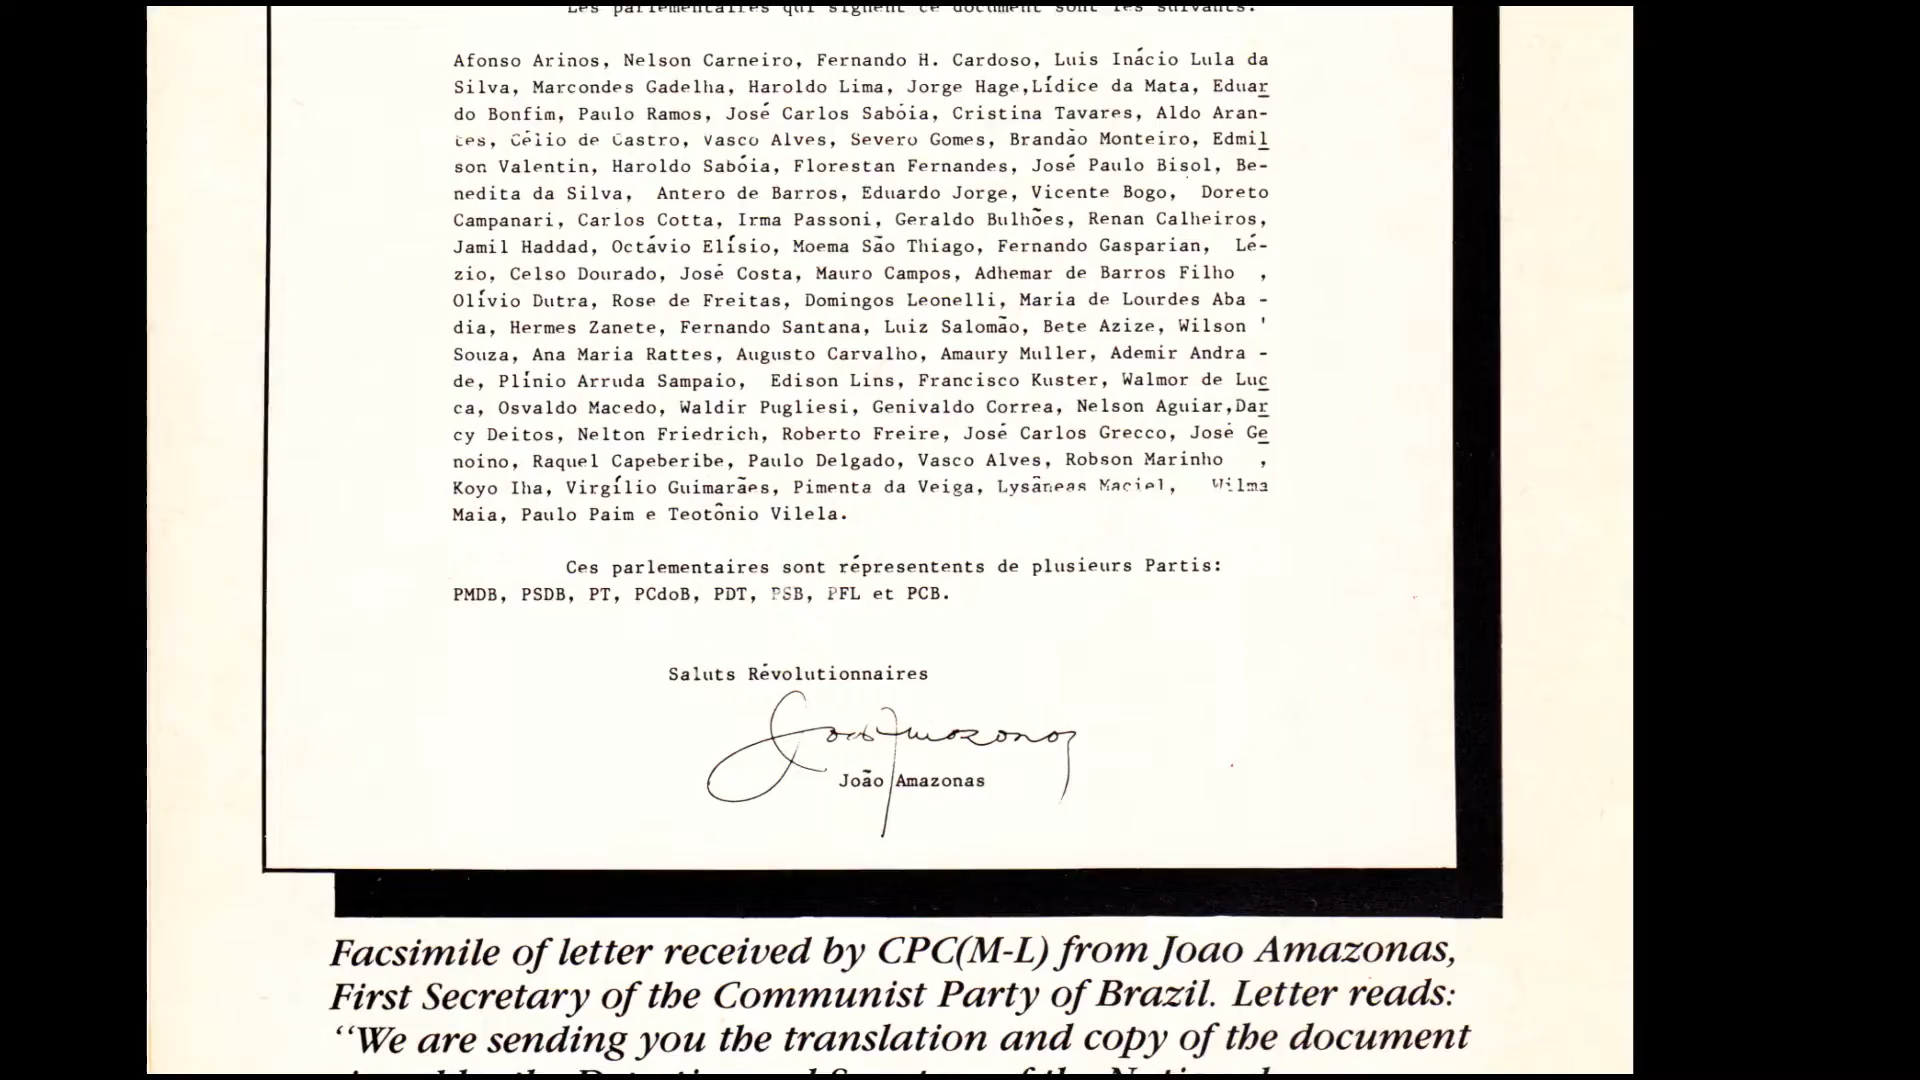 Les parlementaires qui signent ce document sont les suivants:
Afonso Arinos, Nelson Carneiro, Fernando H. Cardoso, Luis Inácio Lula da
Silva, Marcondes Gadelha, Haroldo Lima, Jorge Hage,Lídice da Mata, Eduar
do Bonfim, Paulo Ramos, José Carlos Sabóia, Cristina Tavares, Aldo Aran-
tes, Célio de Castro, Vasco Alves, Severo Gomes, Brandão Monteiro, Edmil
son Valentin, Haroldo Sabóia, Florestan Fernandes, José Paulo Bisol, Be-
nedita da Silva, Antero de Barros, Eduardo Jorge, Vicente Bogo, Doreto
Campanari, Carlos Cotta, Irma Passoni, Geraldo Bulhões, Renan Calheiros,
Jamil Haddad, Octávio Elísio, Moema São Thiago, Fernando Gasparian, Lé-
zio, Celso Dourado, José Costa, Mauro Campos, Adhemar de Barros Filho ,
Olívio Dutra, Rose de Freitas, Domingos Leonelli, Maria de Lourdes Aba -
dia, Hermes Zanete, Fernando Santana, Luiz Salomão, Bete Azize, Wilson '
Souza, Ana Maria Rattes, Augusto Carvalho, Amaury Muller, Ademir Andra -
de, Plínio Arruda Sampaio, Edison Lins, Francisco Kuster, Walmor de Luc
ca, Osvaldo Macedo, Waldir Pugliesi, Genivaldo Correa, Nelson Aguiar,Dar
cy Deitos, Nelton Friedrich, Roberto Freire, José Carlos Grecco, José Ge
noino, Raquel Capeberibe, Paulo Delgado, Vasco Alves, Robson Marinho ,
Koyo Iha, Virgílio Guimarães, Pimenta da Veiga, Lysâneas Maciel, Wilma
Maia, Paulo Paim e Teotônio Vilela.
Ces parlementaires sont répresentents de plusieurs Partis:
PMDB, PSDB, PT, PCdoB, PDT, PSB, PFL et PCB.
Saluts Révolutionnaires
João Amazonas
João Amazonas
Facsimile of letter received by CPC(M-L) from Joao Amazonas,
First Secretary of the Communist Party of Brazil. Letter reads:
“We are sending you the translation and copy of the document